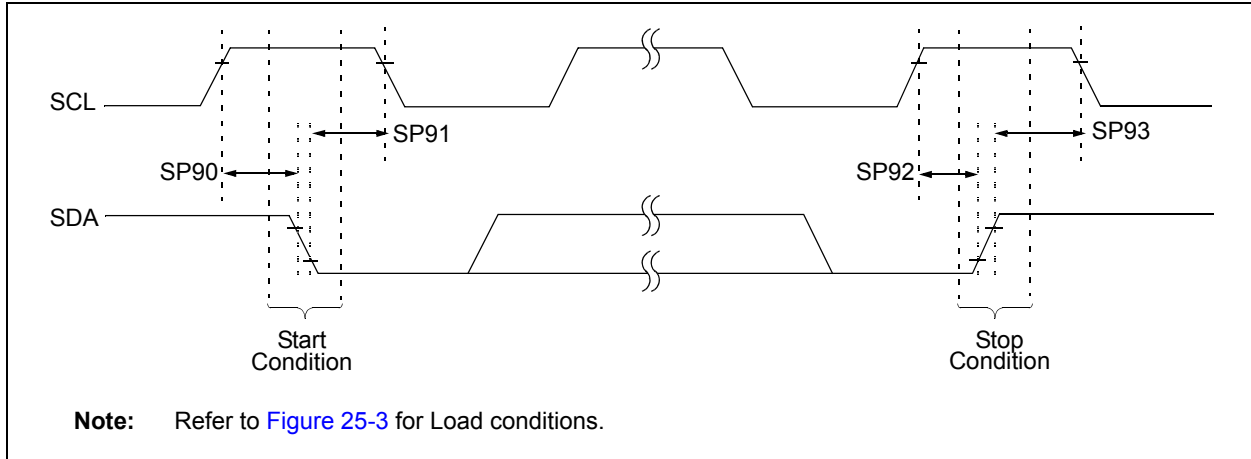 SCL
SP91
SP93
SP90
SP92
SDA
Start
Condition
Stop
Condition
Note: Refer to Figure 25-3 for Load conditions.